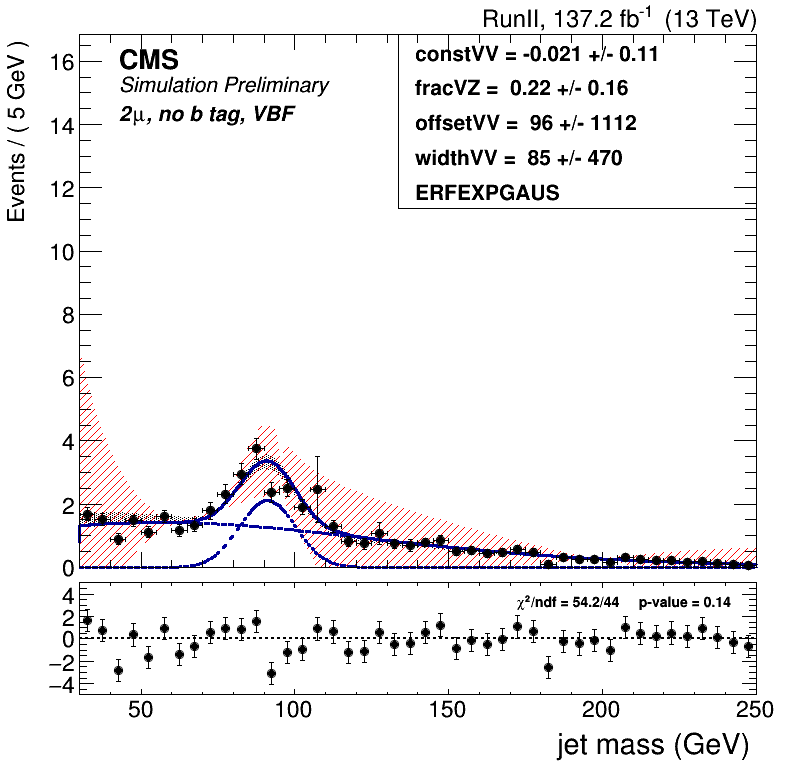 RunII, 137.2 fb⁻¹ (13 TeV)
CMS
Simulation Preliminary
2μ, no b tag, VBF
constVV = -0.021 +/- 0.11
fracVZ = 0.22 +/- 0.16
offsetVV = 96 +/- 1112
widthVV = 85 +/- 470
ERFEXPGAUS
Events / ( 5 GeV )
16
14
12
10
8
6
4
2
0
χ²/ndf = 54.2/44 p-value = 0.14
4
2
0
−2
−4
50 100 150 200 250
jet mass (GeV)